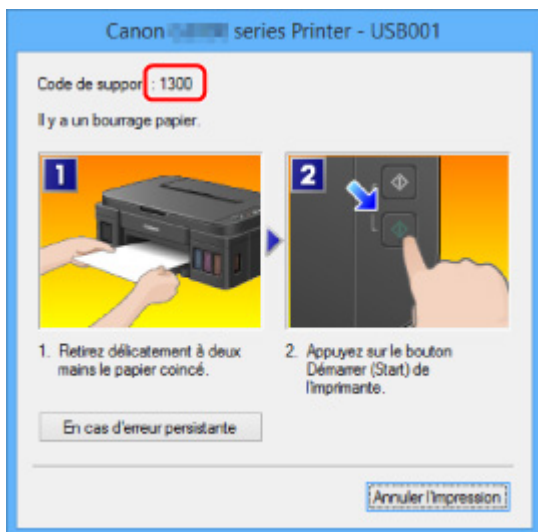 Canon series Printer - USB001
Code de suppor : 1300
Il y a un bourrage papier.
1
2
1. Retirez délicatement à deux
mains le papier coincé.
2. Appuyez sur le bouton
Démarrer (Start) de
l'imprimante.
En cas d'erreur persistante
Annuler l'impression